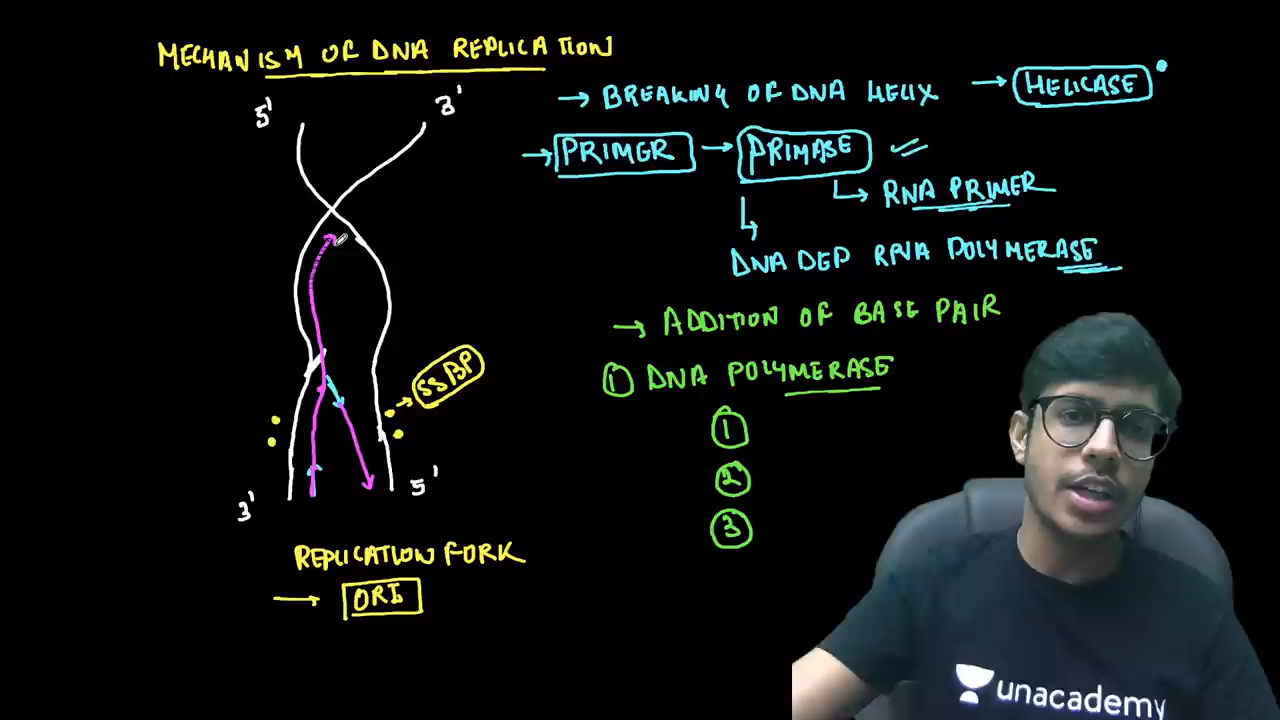 MECHANISM OF DNA REPLICATION
5' 3'
→ BREAKING OF DNA HELIX → HELICASE
→ PRIMER → PRIMASE
RNA PRIMER
DNA DEP RNA POLYMERASE
→ ADDITION OF BASE PAIR
① DNA POLYMERASE
①
②
③
SSBP
3' 5'
REPLICATION FORK
→ ORI
unacademy